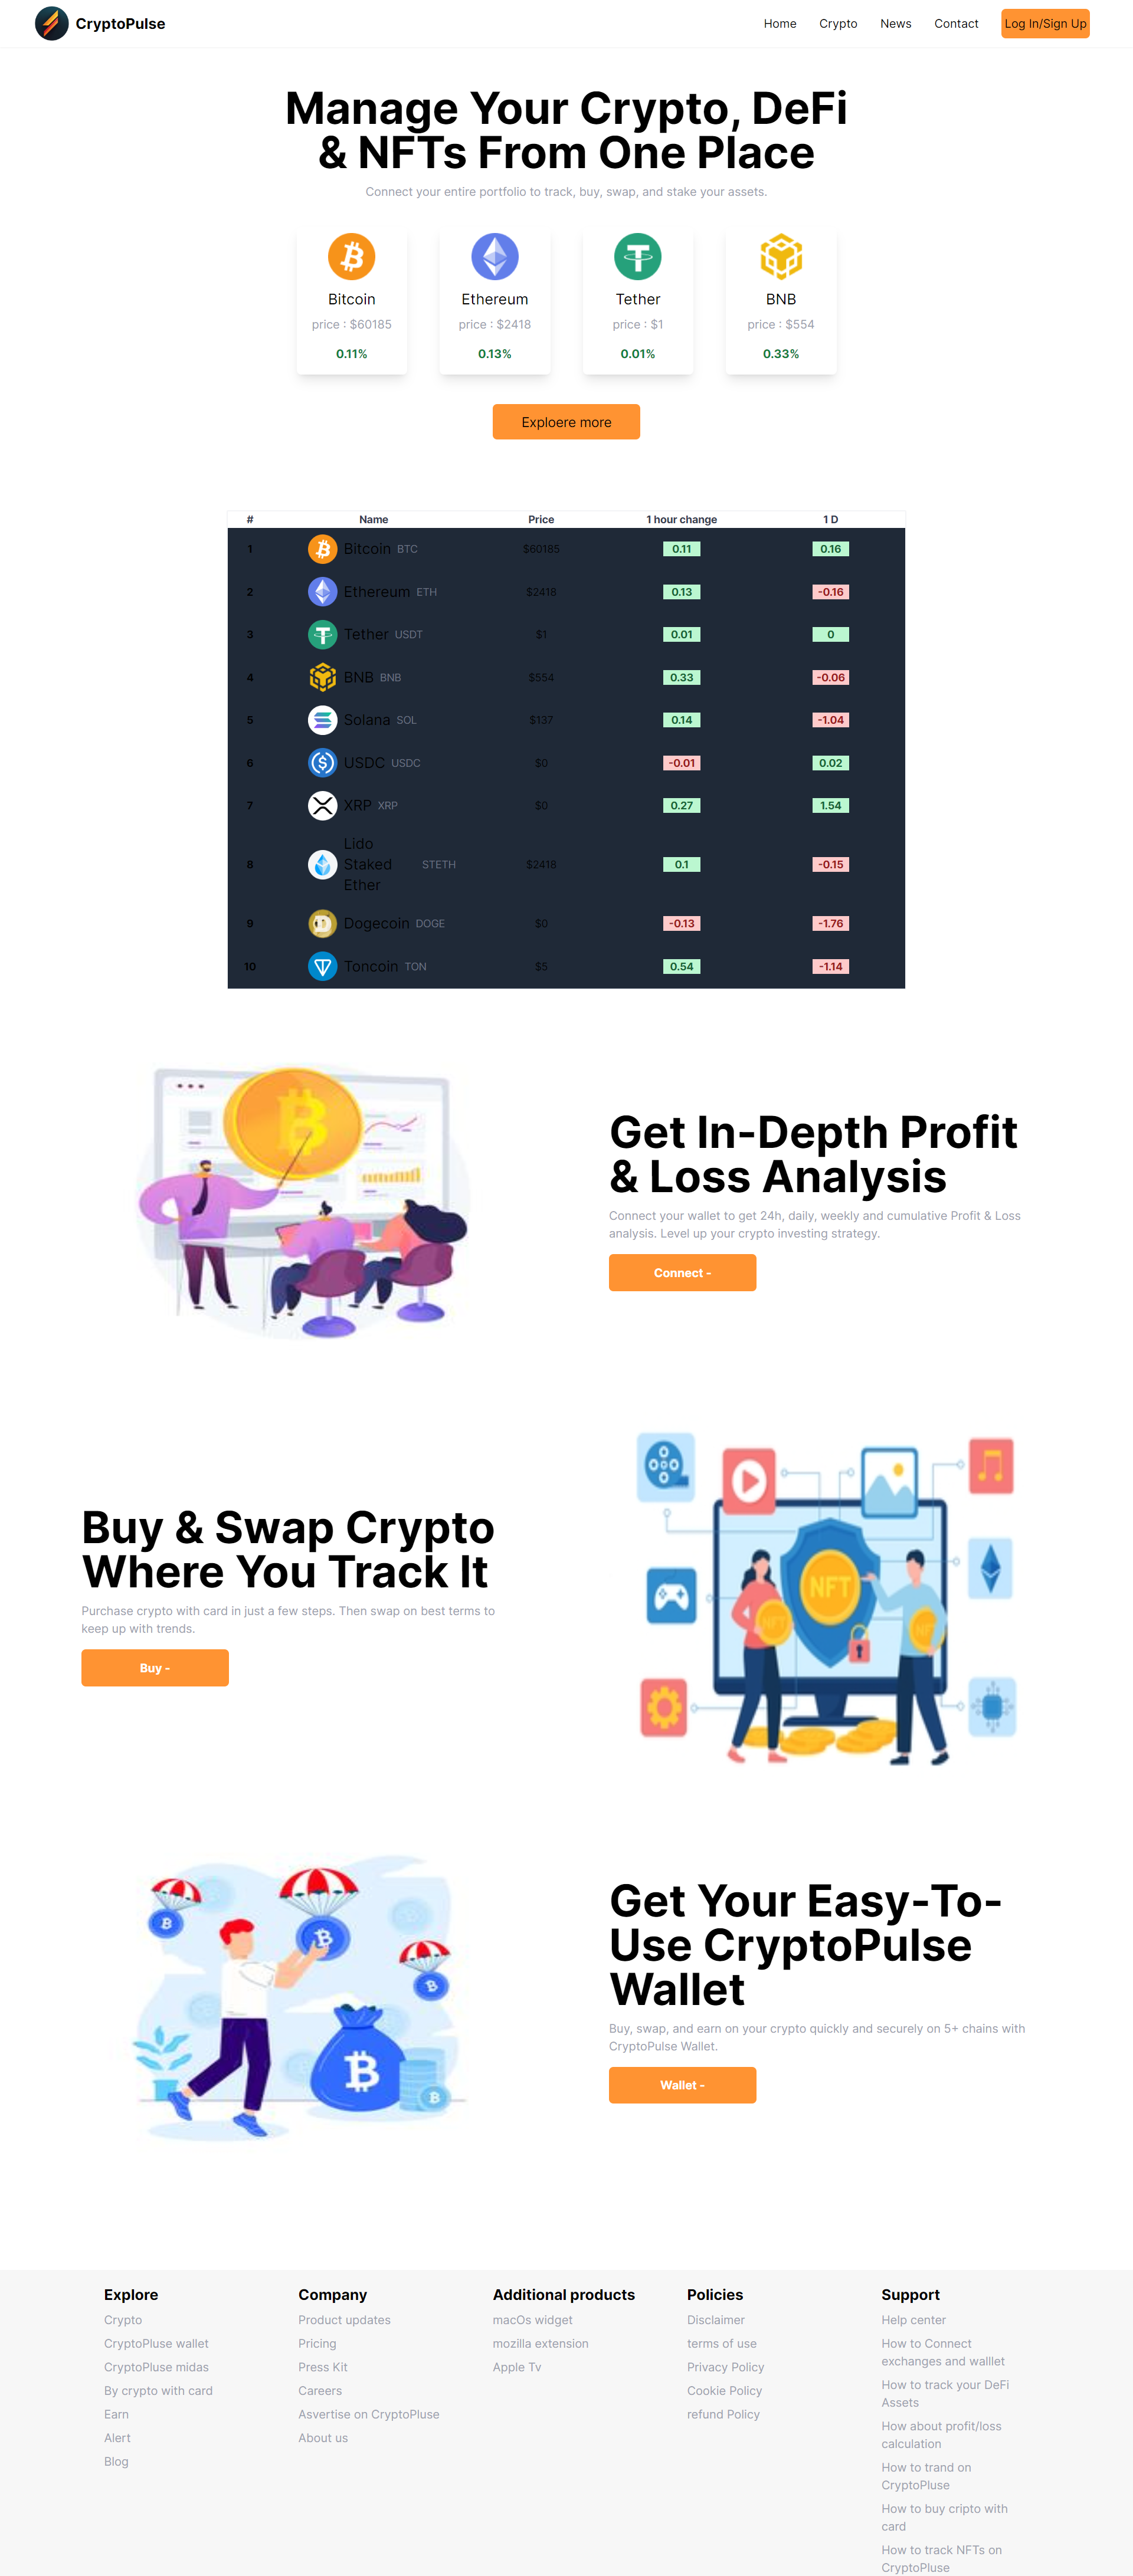 CryptoPulse
Home Crypto News Contact Log In/Sign Up
Manage Your Crypto, DeFi
& NFTs From One Place
Connect your entire portfolio to track, buy, swap, and stake your assets.
Bitcoin Ethereum Tether BNB
price : $60185 price : $2418 price : $1 price : $554
0.11% 0.13% 0.01% 0.33%
Exploere more
# Name Price 1 hour change 1 D
1 Bitcoin BTC $60185 0.11 0.16
2 Ethereum ETH $2418 0.13 -0.16
3 Tether USDT $1 0.01 0
4 BNB BNB $554 0.33 -0.06
5 Solana SOL $137 0.14 -1.04
6 USDC USDC $0 -0.01 0.02
7 XRP XRP $0 0.27 1.54
8 Lido
Staked STETH $2418 0.1 -0.15
Ether
9 Dogecoin DOGE $0 -0.13 -1.76
10 Toncoin TON $5 0.54 -1.14
Get In-Depth Profit
& Loss Analysis
Connect your wallet to get 24h, daily, weekly and cumulative Profit & Loss
analysis. Level up your crypto investing strategy.
Connect -
Buy & Swap Crypto
Where You Track It
Purchase crypto with card in just a few steps. Then swap on best terms to
keep up with trends.
Buy -
NFT
NFT
NFT
Get Your Easy-To-
Use CryptoPulse
Wallet
Buy, swap, and earn on your crypto quickly and securely on 5+ chains with
CryptoPulse Wallet.
Wallet -
Explore
Crypto
CryptoPluse wallet
CryptoPluse midas
By crypto with card
Earn
Alert
Blog
Company
Product updates
Pricing
Press Kit
Careers
Asvertise on CryptoPluse
About us
Additional products
macOs widget
mozilla extension
Apple Tv
Policies
Disclaimer
terms of use
Privacy Policy
Cookie Policy
refund Policy
Support
Help center
How to Connect
exchanges and walllet
How to track your DeFi
Assets
How about profit/loss
calculation
How to trand on
CryptoPluse
How to buy cripto with
card
How to track NFTs on
CryptoPluse